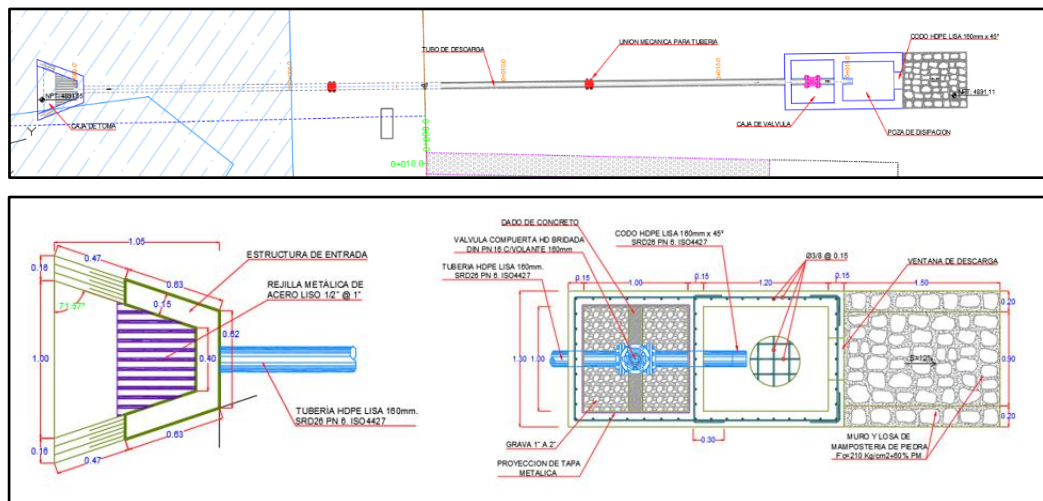 CODO HDPE LISA 160mm x 45°
UNION MECANICA PARA TUBERIA
TUBO DE DESCARGA
NPT: 4831.11
CAJA DE TOMA
CAJA DE VALVULA
POZA DE DISIPACION
Y
0+000.0
0+010.0
1.05
0.47
0.16
0.63
ESTRUCTURA DE ENTRADA
REJILLA METÀLICA DE
ACERO LISO 1/2" @ 1"
71.57°
0.15
0.62
1.00
0.40
TUBERÌA HDPE LISA 160mm.
SRD26 PN 6. ISO4427
0.16
0.63
0.47
DADO DE CONCRETO
VALVULA COMPUERTA HD BRIDADA
DIN PN 16 C/VOLANTE 160mm.
CODO HDPE LISA 160mm x 45°
SRD26 PN 6. ISO4427
Ø3/8 @ 0.15
TUBERIA HDPE LISA 160mm.
SRD26 PN 6. ISO4427
VENTANA DE DESCARGA
0.15
1.00
0.15
1.20
0.15
1.50
0.20
1.30
1.00
0.90
S=12%
0.20
0.30
GRAVA 1" A 2"
PROYECCION DE TAPA
METALICA
MURO Y LOSA DE
MAMPOSTERIA DE PIEDRA
F'c=210 Kg/cm2+60% PM